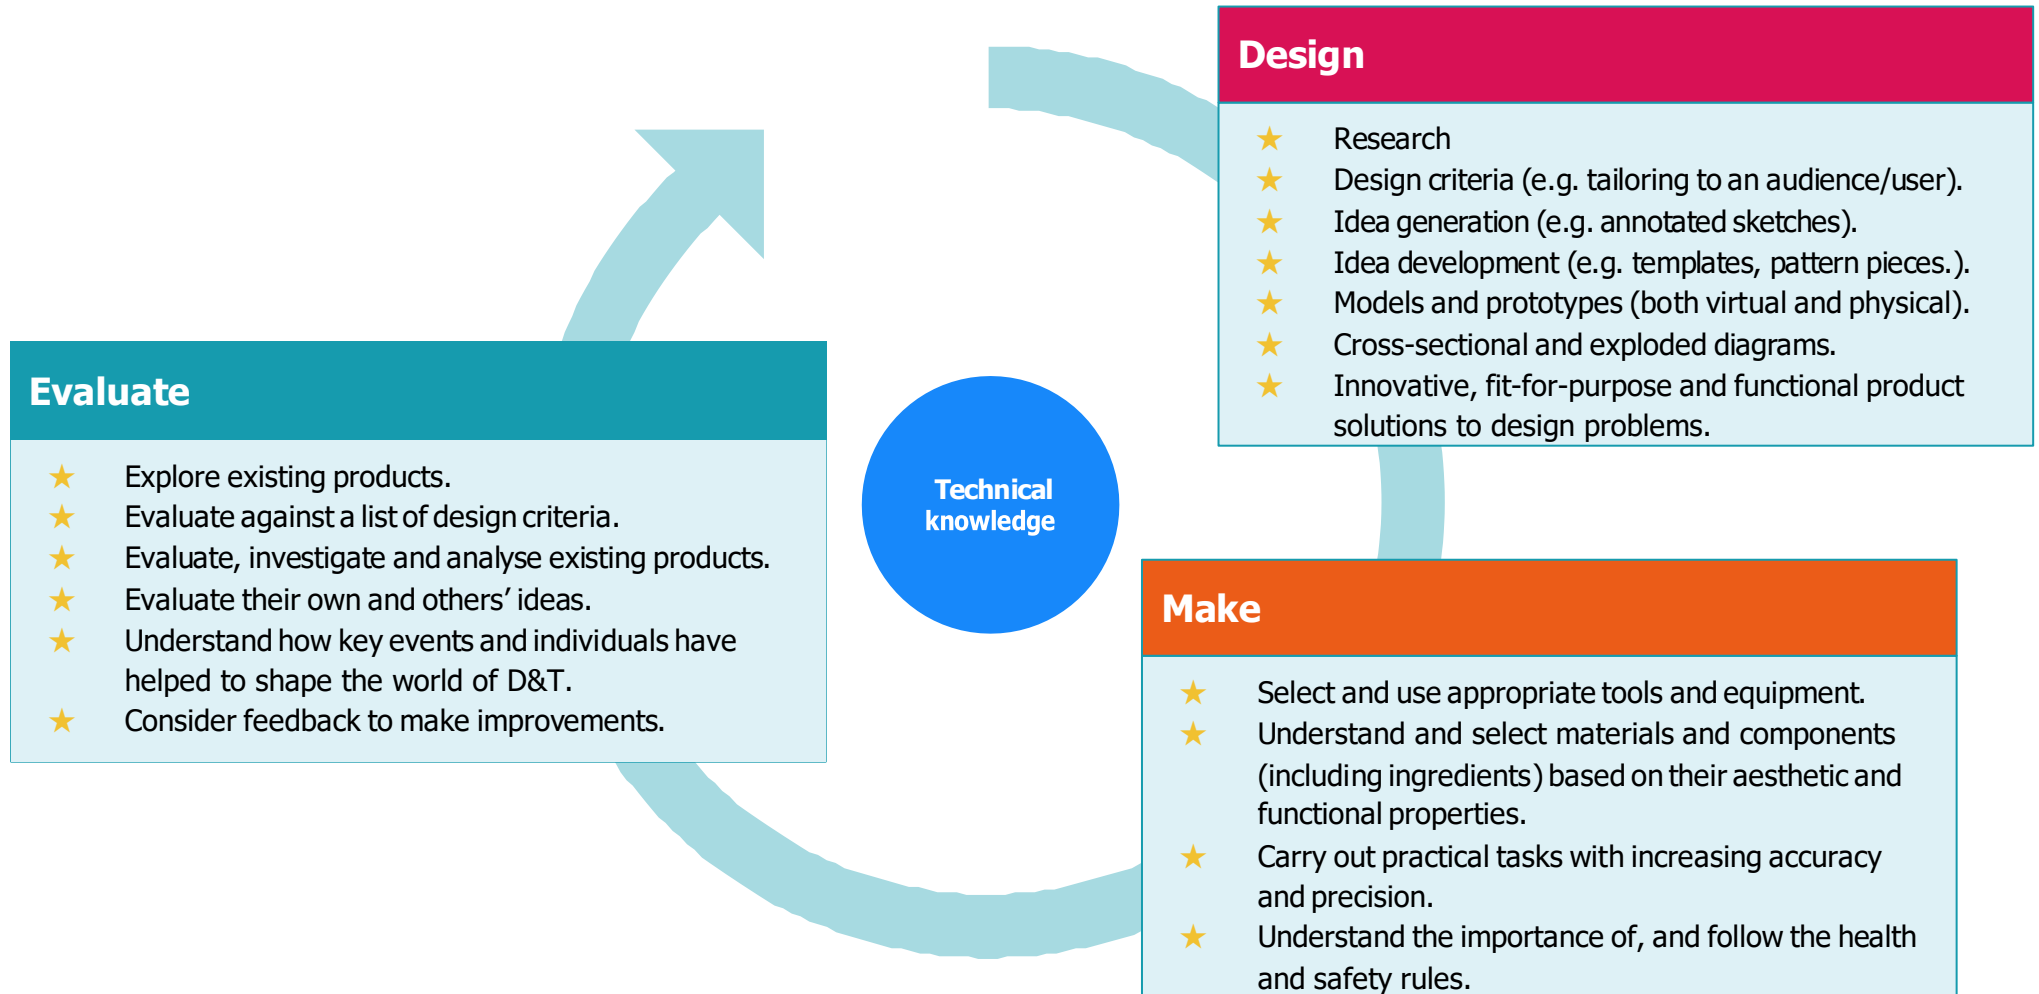 Design
Research
Design criteria (e.g. tailoring to an audience/user).
Idea generation (e.g. annotated sketches).
Idea development (e.g. templates, pattern pieces.).
Models and prototypes (both virtual and physical).
Cross-sectional and exploded diagrams.
Innovative, fit-for-purpose and functional product
solutions to design problems.
Evaluate
Explore existing products.
Evaluate against a list of design criteria.
Evaluate, investigate and analyse existing products.
Evaluate their own and others’ ideas.
Understand how key events and individuals have
helped to shape the world of D&T.
Consider feedback to make improvements.
Technical
knowledge
Make
Select and use appropriate tools and equipment.
Understand and select materials and components
(including ingredients) based on their aesthetic and
functional properties.
Carry out practical tasks with increasing accuracy
and precision.
Understand the importance of, and follow the health
and safety rules.